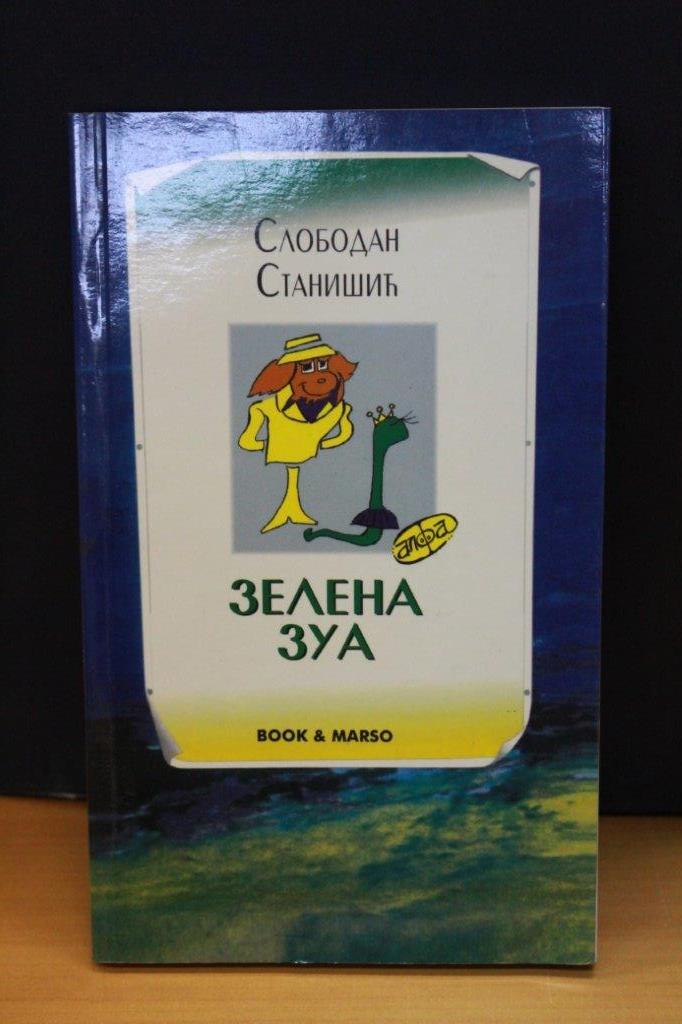 Слободан
Станишић
алфа
ЗЕЛЕНА
ЗУА
BOOK & MARSO